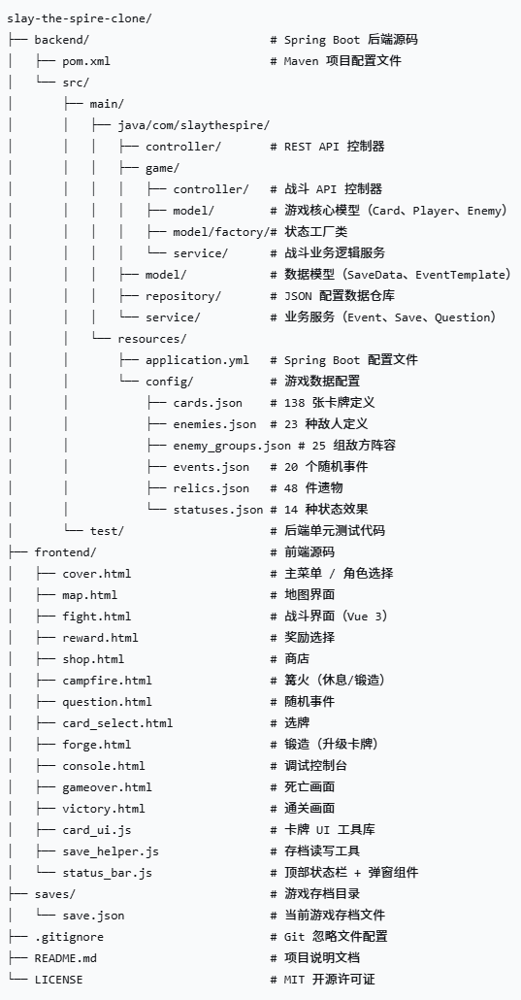 slay-the-spire-clone/
├── backend/                          # Spring Boot 后端源码
│   ├── pom.xml                       # Maven 项目配置文件
│   └── src/
│       ├── main/
│       │   ├── java/com/slaythespire/
│       │   │   ├── controller/       # REST API 控制器
│       │   │   ├── game/
│       │   │   │   ├── controller/   # 战斗 API 控制器
│       │   │   │   ├── model/        # 游戏核心模型（Card、Player、Enemy）
│       │   │   │   ├── model/factory/# 状态工厂类
│       │   │   │   └── service/      # 战斗业务逻辑服务
│       │   │   ├── model/            # 数据模型（SaveData、EventTemplate）
│       │   │   ├── repository/       # JSON 配置数据仓库
│       │   │   └── service/          # 业务服务（Event、Save、Question）
│       │   └── resources/
│       │       ├── application.yml   # Spring Boot 配置文件
│       │       └── config/           # 游戏数据配置
│       │           ├── cards.json    # 138 张卡牌定义
│       │           ├── enemies.json  # 23 种敌人定义
│       │           ├── enemy_groups.json # 25 组敌方阵容
│       │           ├── events.json   # 20 个随机事件
│       │           ├── relics.json   # 48 件遗物
│       │           └── statuses.json # 14 种状态效果
│       └── test/                     # 后端单元测试代码
├── frontend/                         # 前端源码
│   ├── cover.html                    # 主菜单 / 角色选择
│   ├── map.html                      # 地图界面
│   ├── fight.html                    # 战斗界面（Vue 3）
│   ├── reward.html                   # 奖励选择
│   ├── shop.html                     # 商店
│   ├── campfire.html                 # 篝火（休息/锻造）
│   ├── question.html                 # 随机事件
│   ├── card_select.html              # 选牌
│   ├── forge.html                    # 锻造（升级卡牌）
│   ├── console.html                  # 调试控制台
│   ├── gameover.html                 # 死亡画面
│   ├── victory.html                  # 通关画面
│   ├── card_ui.js                    # 卡牌 UI 工具库
│   ├── save_helper.js                # 存档读写工具
│   └── status_bar.js                 # 顶部状态栏 + 弹窗组件
├── saves/                            # 游戏存档目录
│   └── save.json                     # 当前游戏存档文件
├── .gitignore                        # Git 忽略文件配置
├── README.md                         # 项目说明文档
└── LICENSE                           # MIT 开源许可证